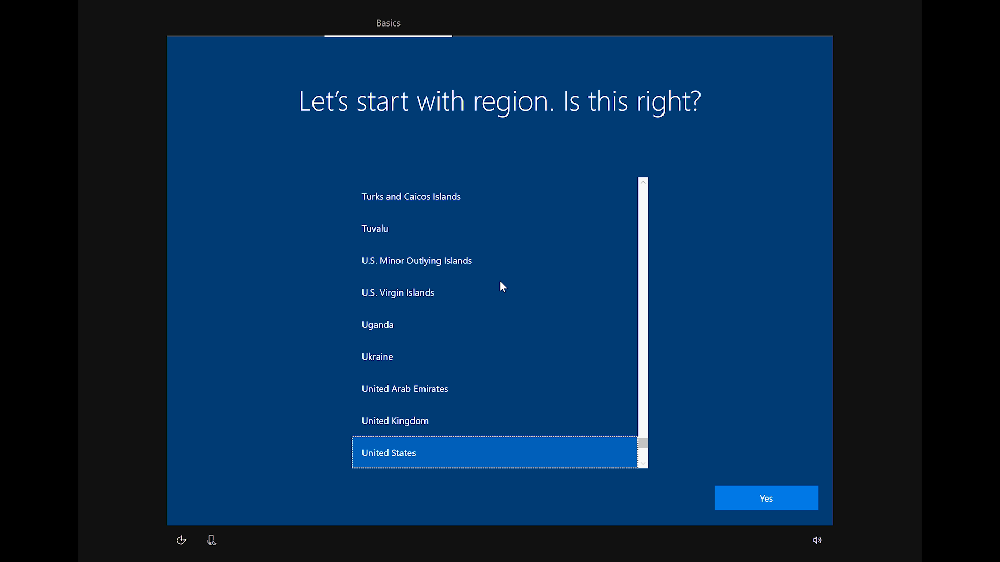 Basics
Let's start with region. Is this right?
Turks and Caicos Islands
Tuvalu
U.S. Minor Outlying Islands
U.S. Virgin Islands
Uganda
Ukraine
United Arab Emirates
United Kingdom
United States
Yes